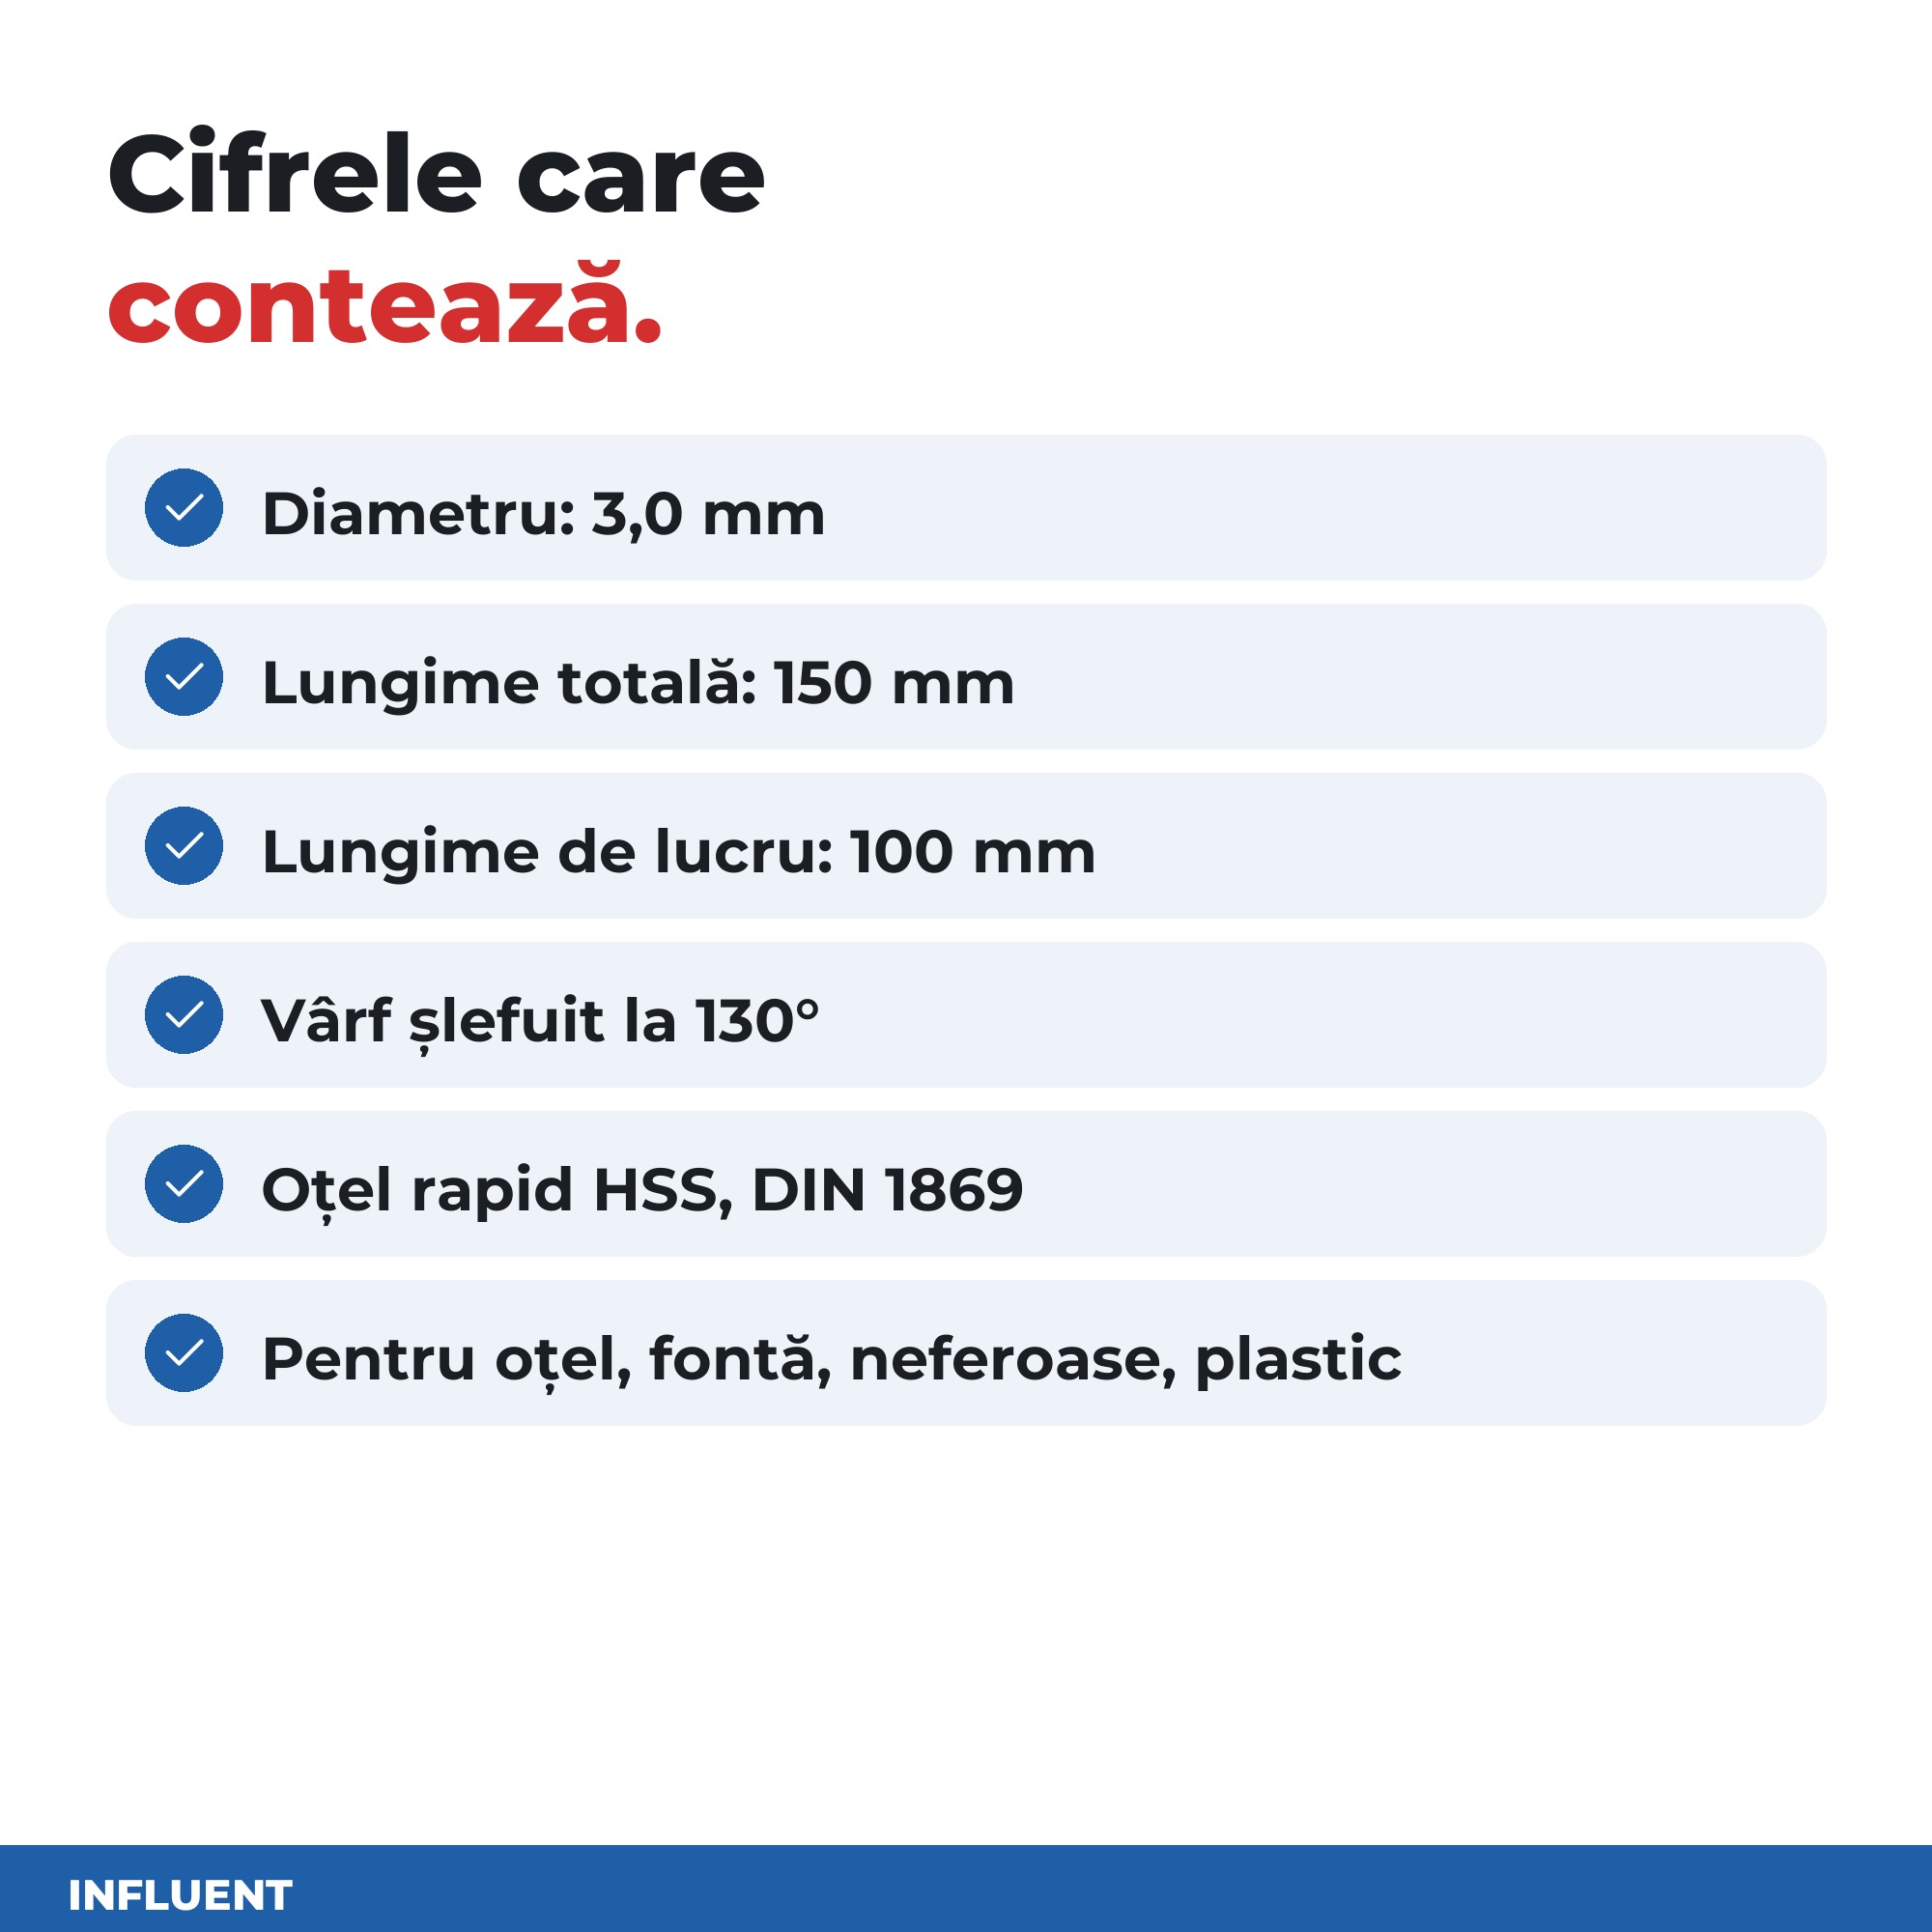 Cifrele care
contează.
Diametru: 3,0 mm
Lungime totală: 150 mm
Lungime de lucru: 100 mm
Vârf șlefuit la 130°
Oțel rapid HSS, DIN 1869
Pentru oțel, fontă, neferoase, plastic
INFLUENT